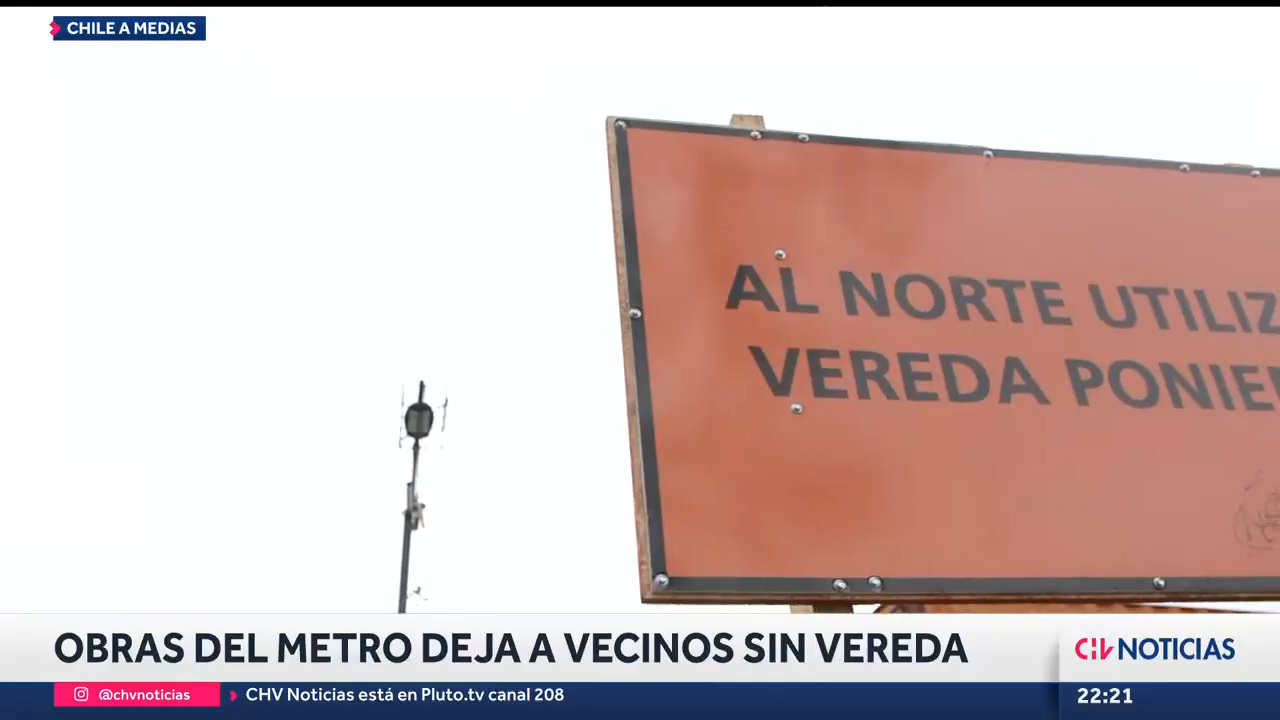 CHILE A MEDIAS
AL NORTE UTILIZ
VEREDA PONIEN
OBRAS DEL METRO DEJA A VECINOS SIN VEREDA
CHV NOTICIAS
@chvnoticias
CHV Noticias está en Pluto.tv canal 208
22:21